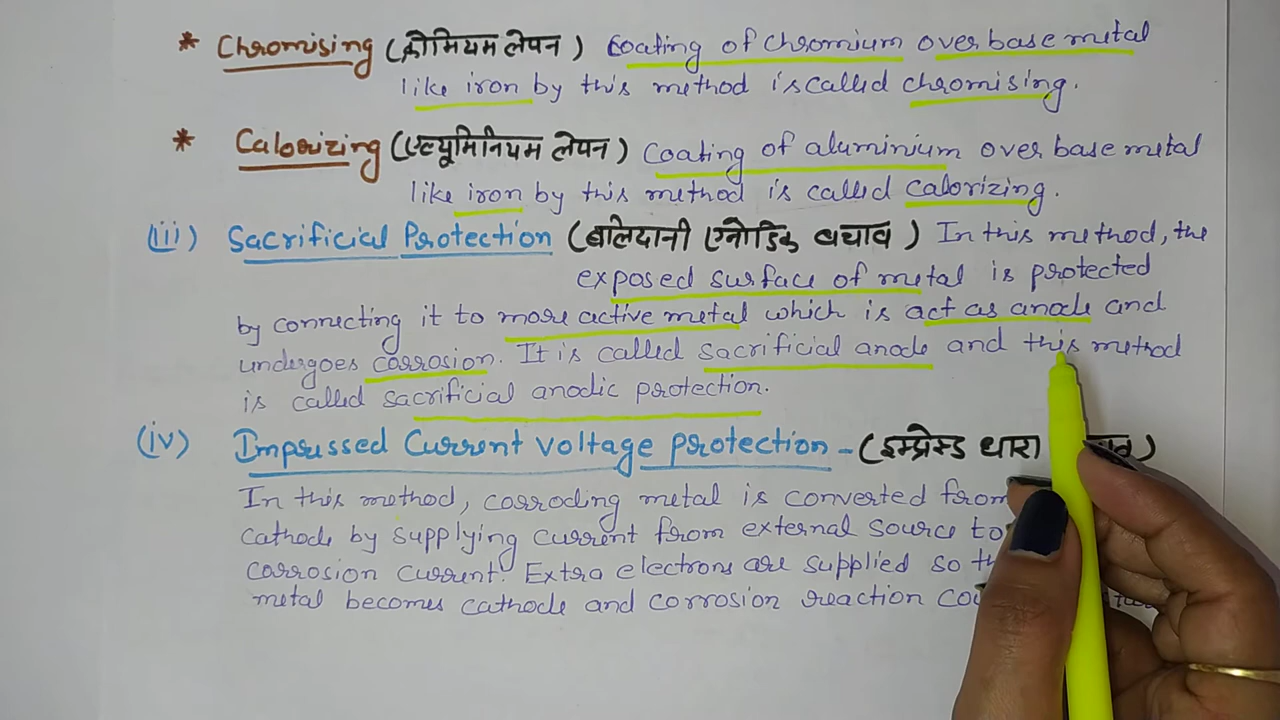 * Chromising (क्रोमियम लेपन) Coating of chromium over base metal
like iron by this method is called chromising.
* Calorizing (एल्यूमिनियम लेपन) Coating of aluminium over base metal
like iron by this method is called calorizing.
(iii) Sacrificial Protection (बलिदानी एनोडिक बचाव) In this method, the
exposed surface of metal is protected
by connecting it to more active metal which is act as anode and
undergoes corrosion. It is called sacrificial anode and this method
is called sacrificial anodic protection.
(iv) Impressed Current Voltage Protection - (इम्प्रेस्ड धारा
In this method, corroding metal is converted from
cathode by supplying current from external source to
corrosion current. Extra electrons are supplied so
metal becomes cathode and corrosion reaction